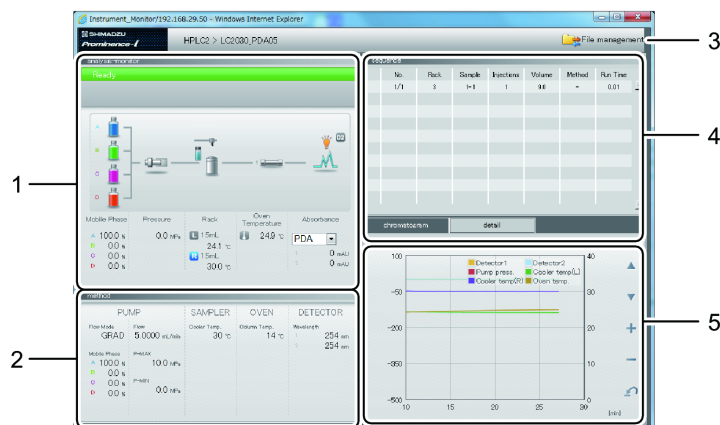 Instrument_Monitor/192.168.29.50 - Windows Internet Explorer
SHIMADZU
Prominence-i
HPLC2 > LC2030_PDA05
File management
3
analysis-monitor
Ready
A
B
C
D
D2
1
Mobile Phase Pressure Rack Oven Temperature Absorbance
A 100.0 % 0.0 MPa L 1.5mL 24.9 °C PDA
B 0.0 % 24.1 °C 0 mAU
C 0.0 % R 1.5mL 0 mAU
D 0.0 % 30.0 °C
sequence
No. Rack Sample Injections Volume Method Run Time
1/1 3 1-1 1 9.0 - 0.01
4
chromatoamm detail
method
PUMP SAMPLER OVEN DETECTOR
Flow Mode Flow Cooler Temp. Column Temp. Wavelength
GRAD 5.0000 mL/min 30 °C 14 °C 254 nm
254 nm
Mobile Phase P-MAX
A 100.0 % 10.0 MPa
B 0.0 %
C 0.0 % P-MIN
D 0.0 % 0.0 MPa
2
Detector1 Detector2
Pump press. Cooler temp(L)
Cooler temp(R) Oven temp.
100 40
-50 30
-200 20
-350 10
-500 0
10 15 20 25 30
[min]
5